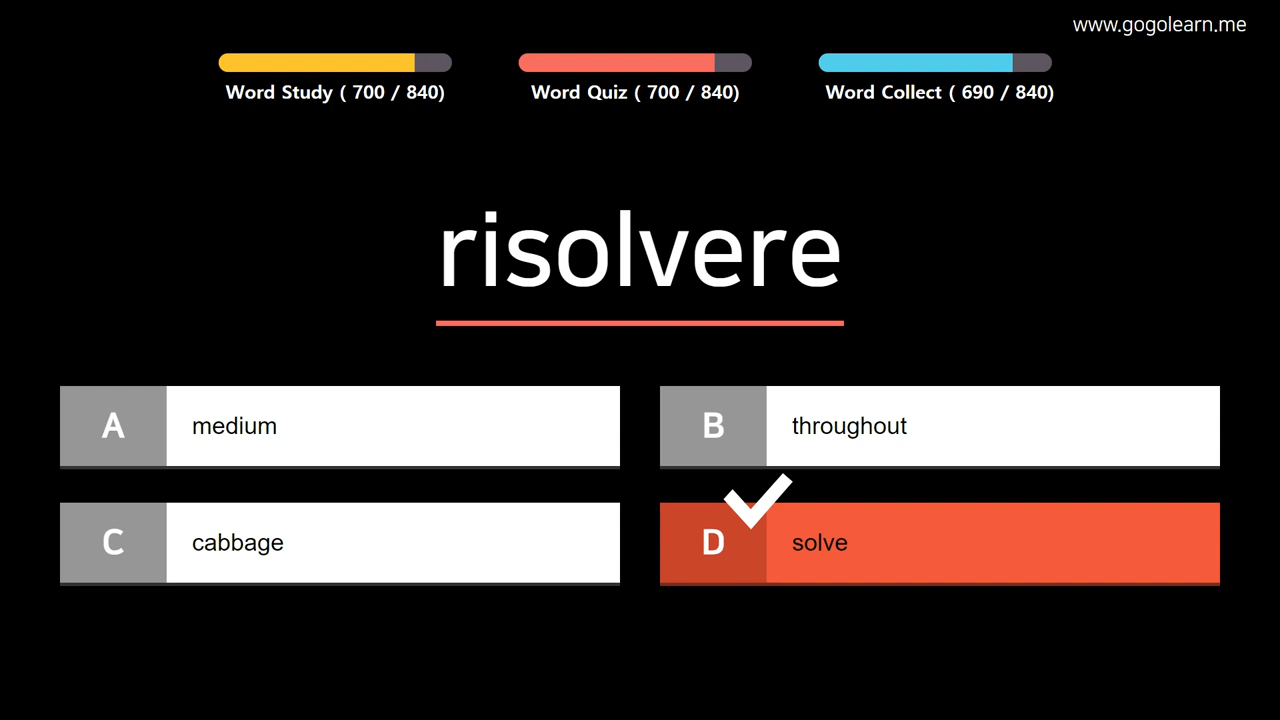 www.gogolearn.me
Word Study ( 700 / 840)
Word Quiz ( 700 / 840)
Word Collect ( 690 / 840)
risolvere
A medium
B throughout
C cabbage
D solve